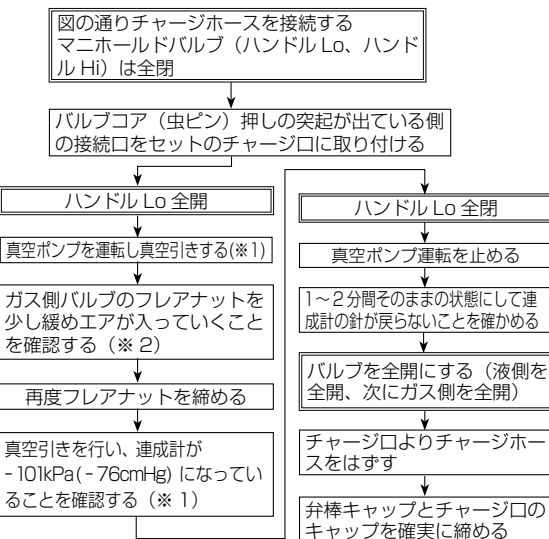 図の通りチャージホースを接続する
マニホールドバルブ（ハンドル Lo、ハンド
ル Hi）は全閉
バルブコア（虫ピン）押しの突起が出ている側
の接続口をセットのチャージ口に取り付ける
ハンドル Lo 全開
真空ポンプを運転し真空引きする(※1)
ガス側バルブのフレアナットを
少し緩めエアが入っていくこと
を確認する（※ 2）
再度フレアナットを締める
真空引きを行い、連成計が
-101kPa(-76cmHg) になってい
ることを確認する（※ 1）
ハンドル Lo 全閉
真空ポンプ運転を止める
1～2分間そのままの状態にして連
成計の針が戻らないことを確かめる
バルブを全開にする（液側を
全開、次にガス側を全開）
チャージ口よりチャージホー
スをはずす
弁棒キャップとチャージ口の
キャップを確実に締める